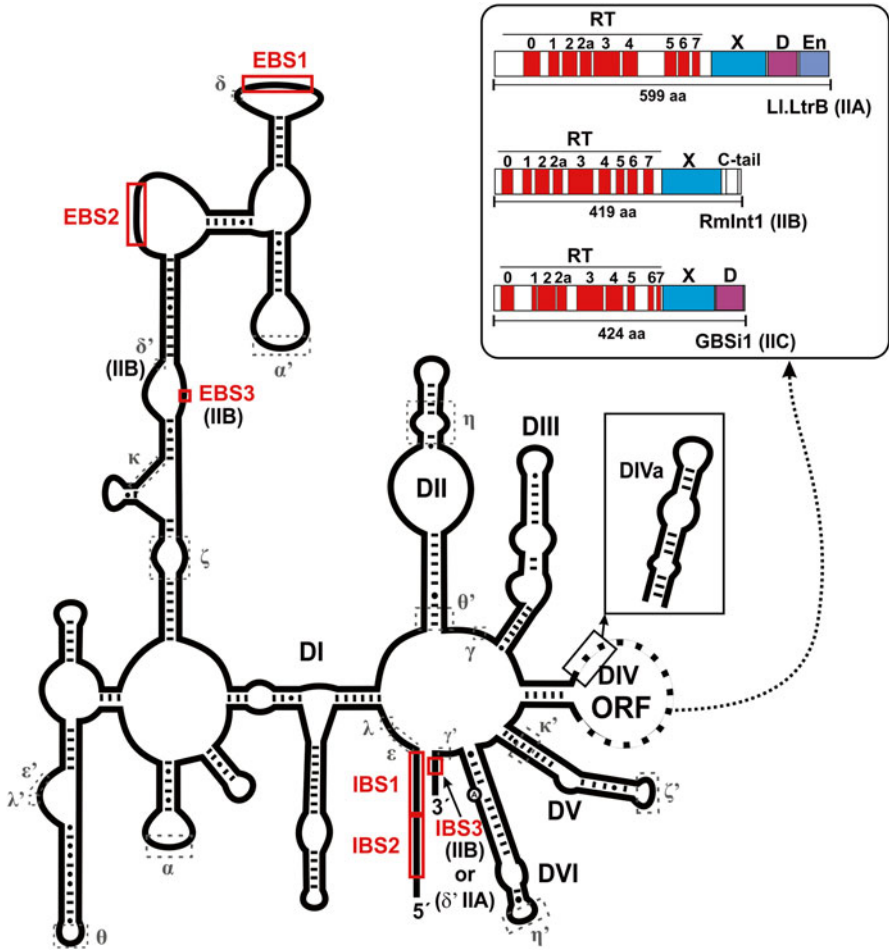 EBS1
δ
EBS2
α’
δ’
(IIB)
EBS3
(IIB)
κ
ζ
DI
ε’
λ’
α
θ
η
DII
θ’
DIII
γ
DIVa
DIV
ORF
λ
ε
γ’
κ’
IBS1
3´
IBS3
(IIB)
or
(δ’ IIA)
IBS2
5´
A
DV
ζ’
DVI
η’
RT
0 1 2 2a 3 4 5 6 7 X D En
599 aa
Ll.LtrB (IIA)
RT
0 1 2 2a 3 4 5 6 7 X C-tail
419 aa
RmInt1 (IIB)
RT
0 1 2 2a 3 4 5 67 X D
424 aa
GBSi1 (IIC)